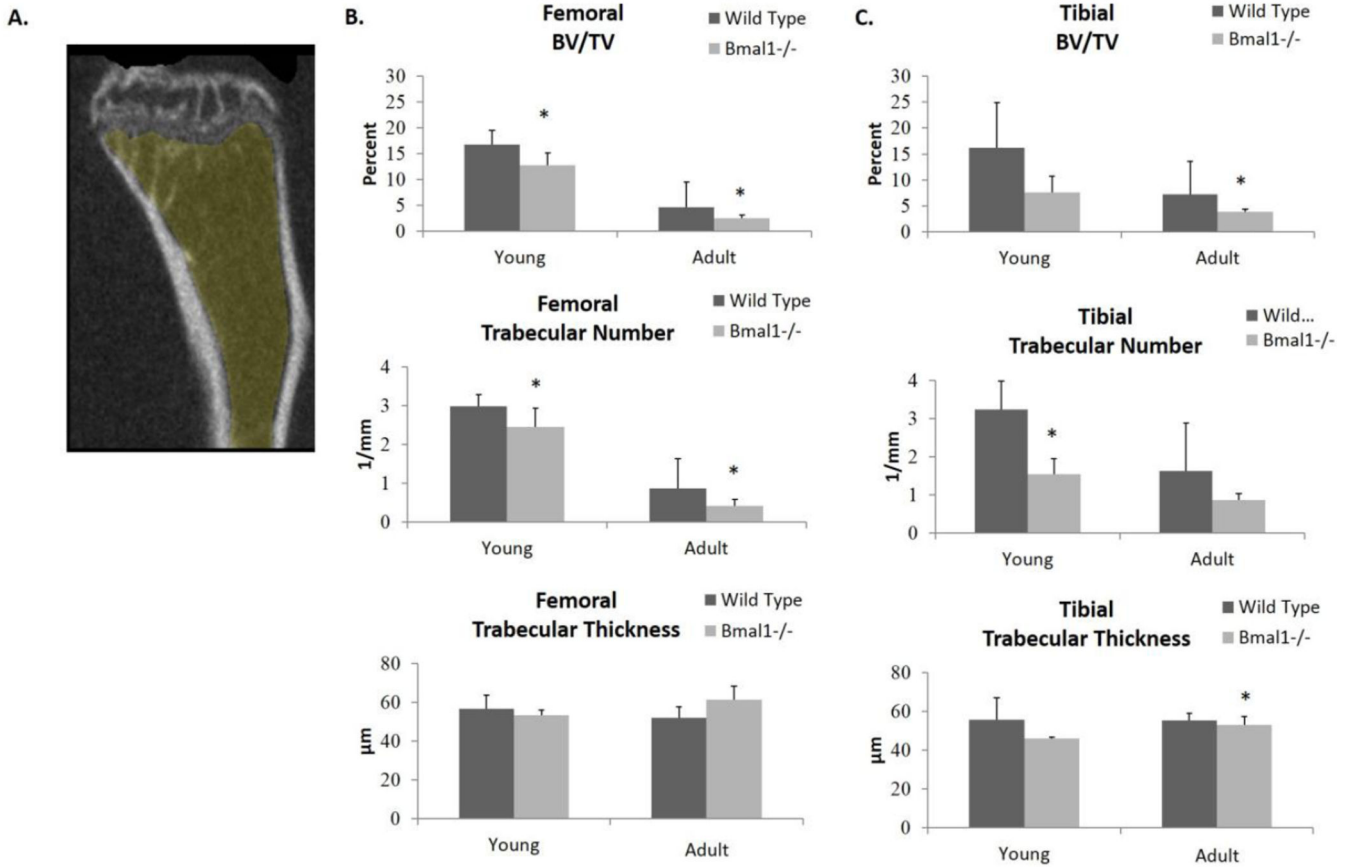 A.
B.
Femoral
BV/TV
Wild Type
Bmal1-/-
Percent
30
25
20
15
10
5
0
*
*
Young
Adult
Femoral
Trabecular Number
Wild Type
Bmal1-/-
1/mm
4
3
2
1
0
*
*
Young
Adult
Femoral
Trabecular Thickness
Wild Type
Bmal1-/-
µm
80
60
40
20
0
Young
Adult
C.
Tibial
BV/TV
Wild Type
Bmal1-/-
Percent
30
25
20
15
10
5
0
*
Young
Adult
Tibial
Trabecular Number
Wild...
Bmal1-/-
1/mm
4
3
2
1
0
*
Young
Adult
Tibial
Trabecular Thickness
Wild Type
Bmal1-/-
µm
80
60
40
20
0
*
Young
Adult